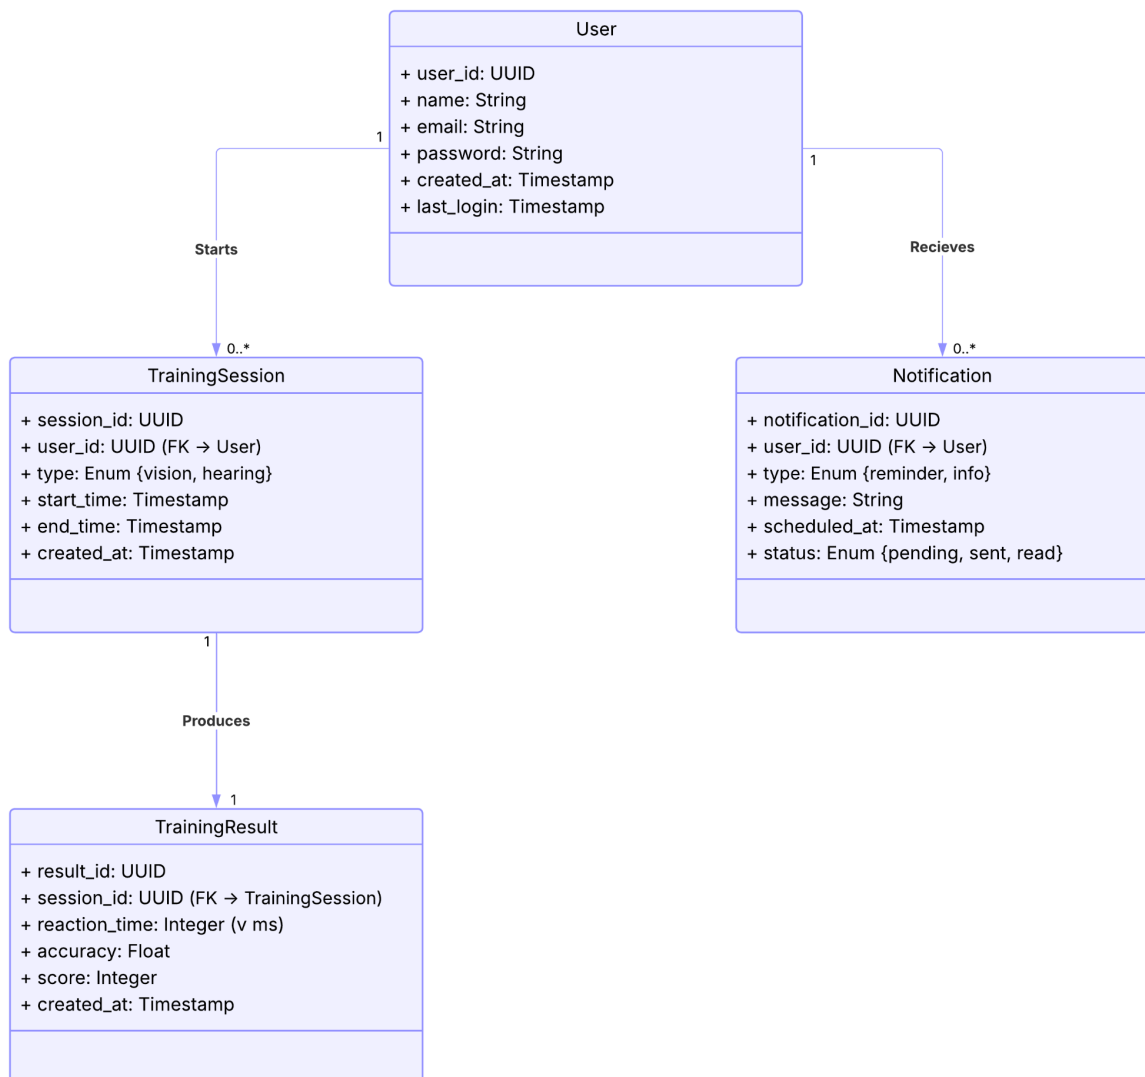 User
+ user_id: UUID
+ name: String
+ email: String
+ password: String
+ created_at: Timestamp
+ last_login: Timestamp
1
1
Starts
Recieves
0..*
0..*
TrainingSession
+ session_id: UUID
+ user_id: UUID (FK → User)
+ type: Enum {vision, hearing}
+ start_time: Timestamp
+ end_time: Timestamp
+ created_at: Timestamp
Notification
+ notification_id: UUID
+ user_id: UUID (FK → User)
+ type: Enum {reminder, info}
+ message: String
+ scheduled_at: Timestamp
+ status: Enum {pending, sent, read}
1
Produces
1
TrainingResult
+ result_id: UUID
+ session_id: UUID (FK → TrainingSession)
+ reaction_time: Integer (v ms)
+ accuracy: Float
+ score: Integer
+ created_at: Timestamp